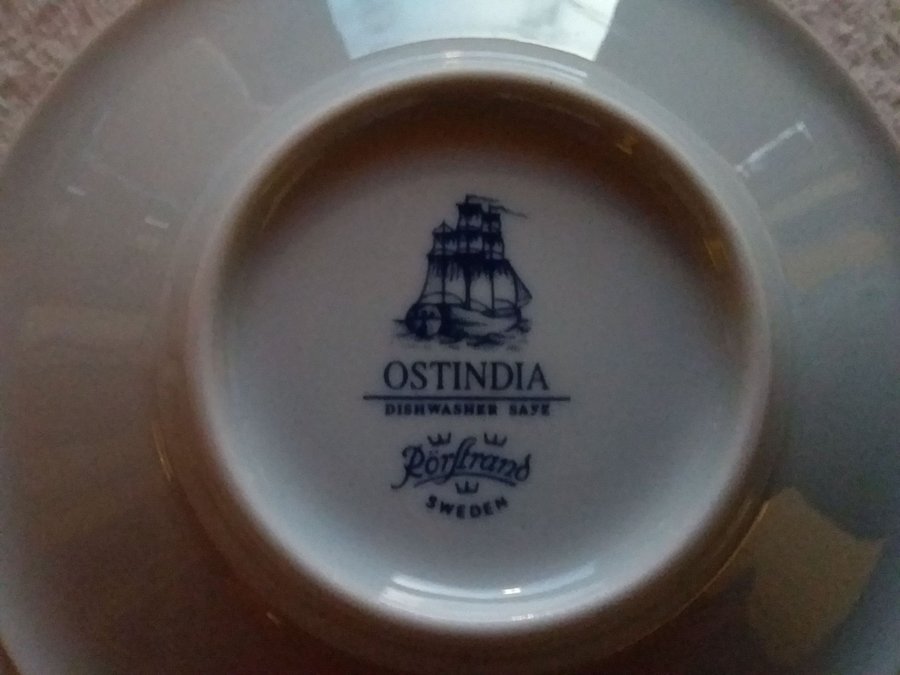 OSTINDIA
DISHWASHER SAFE
Rörstrand
SWEDEN